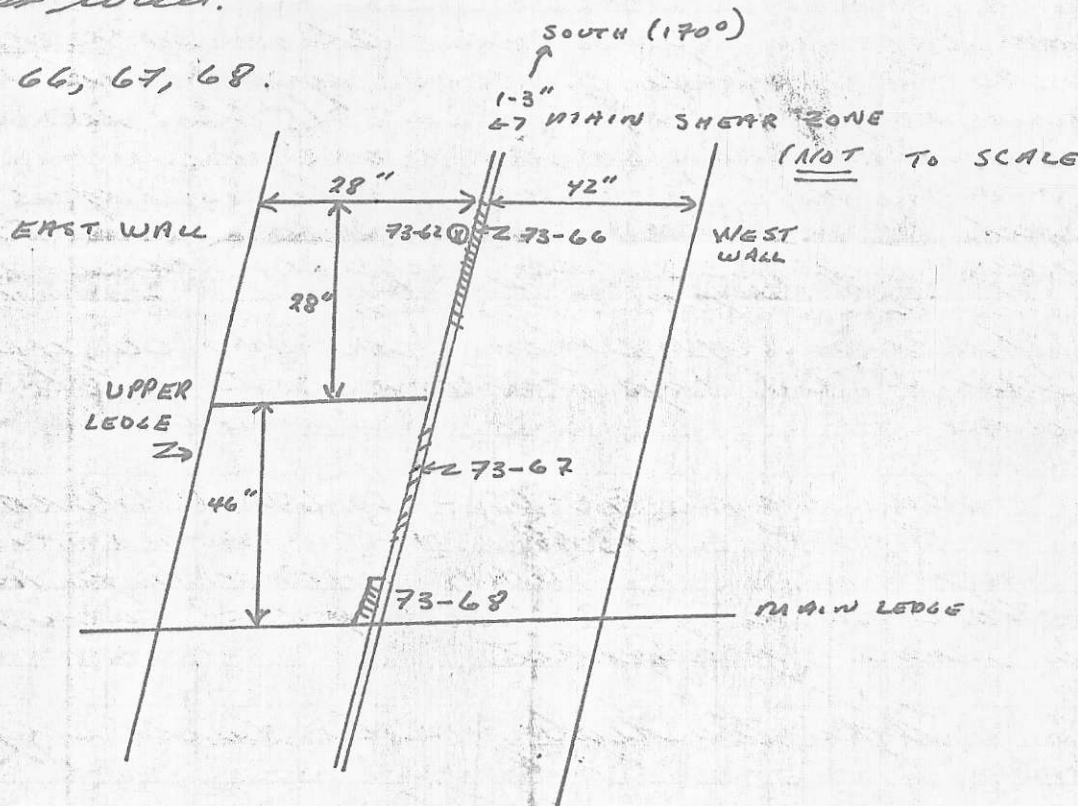 66, 67, 68.
SOUTH (170°)
1-3"
MAIN SHEAR ZONE
(NOT TO SCALE
28"
42"
EAST WALL
73-62
73-66
WEST
WALL
28"
UPPER
LEDGE
73-67
46"
73-68
MAIN LEDGE